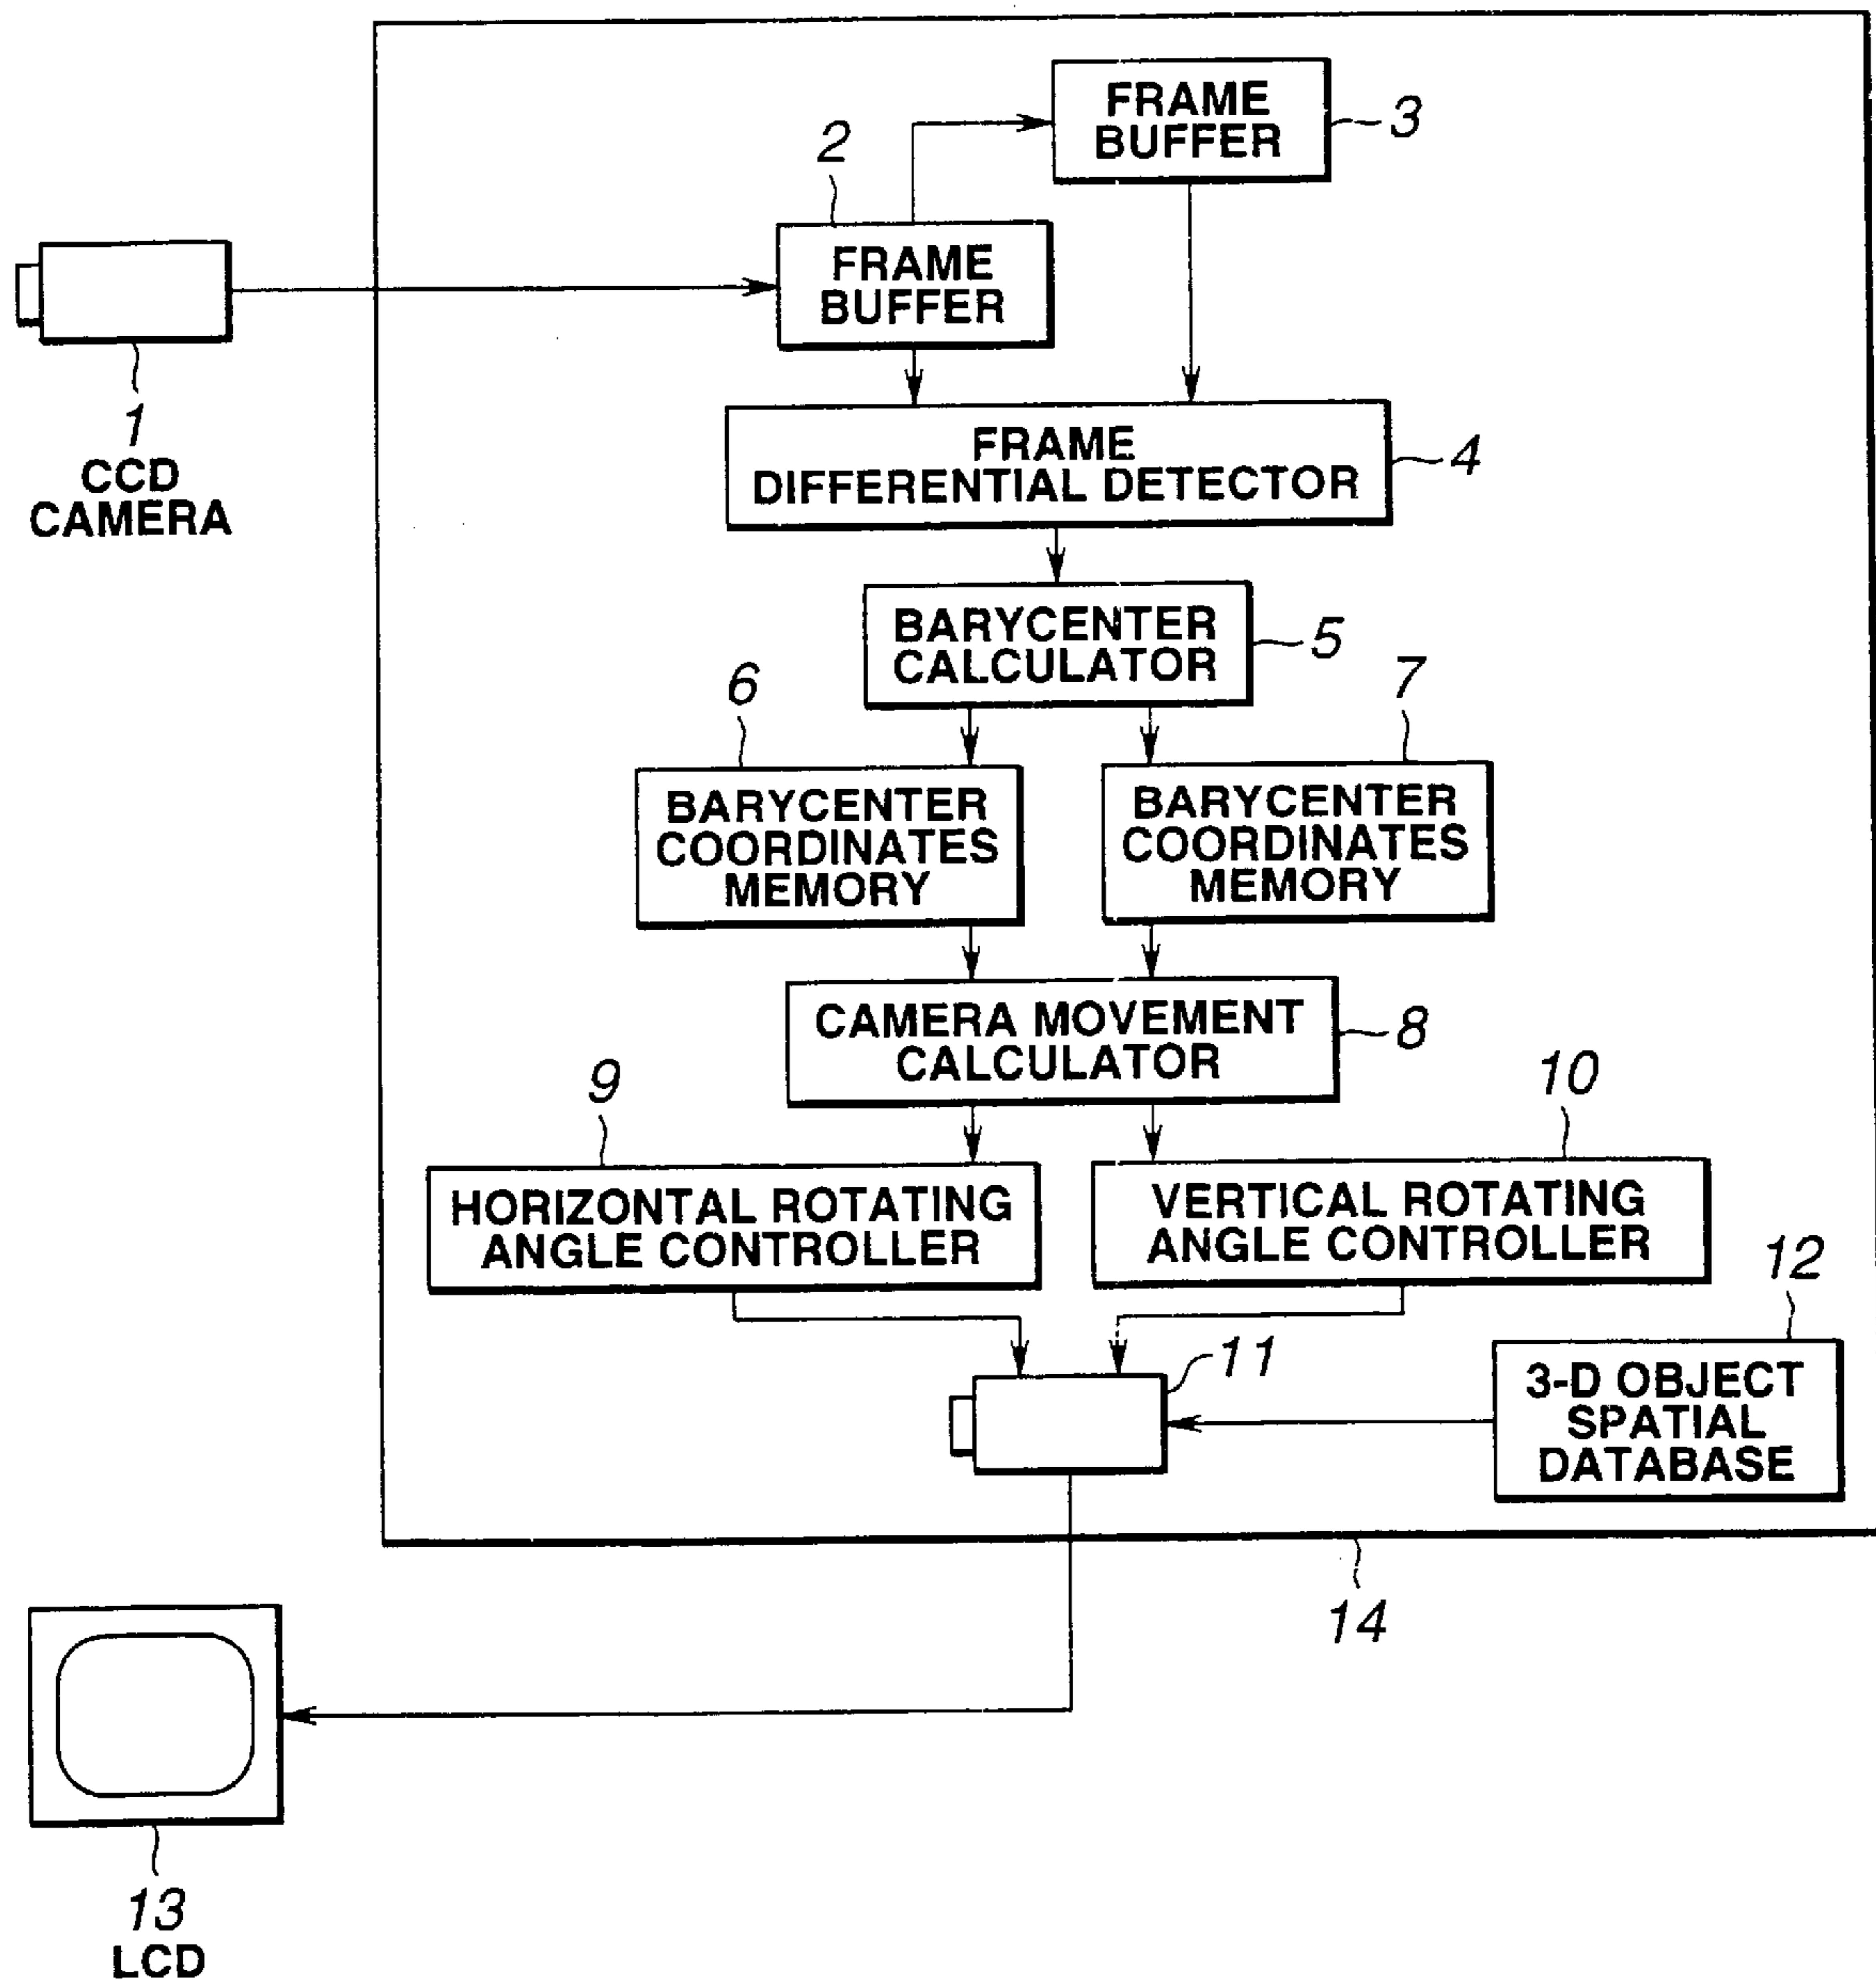 FRAME
BUFFER
3
2
FRAME
BUFFER
1
CCD
CAMERA
FRAME
DIFFERENTIAL DETECTOR
4
BARYCENTER
CALCULATOR
5
6
7
BARYCENTER
COORDINATES
MEMORY
BARYCENTER
COORDINATES
MEMORY
CAMERA MOVEMENT
CALCULATOR
8
9
10
HORIZONTAL ROTATING
ANGLE CONTROLLER
VERTICAL ROTATING
ANGLE CONTROLLER
12
11
3-D OBJECT
SPATIAL
DATABASE
14
13
LCD